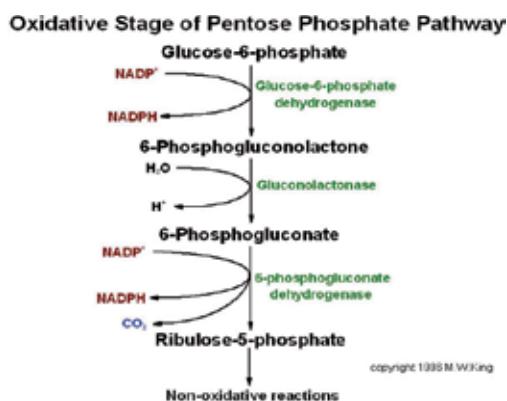 Oxidative Stage of Pentose Phosphate Pathway
Glucose-6-phosphate
NADP⁺
Glucose-6-phosphate
dehydrogenase
NADPH
6-Phosphogluconolactone
H₂O
Gluconolactonase
H⁺
6-Phosphogluconate
NADP⁺
6-phosphogluconate
dehydrogenase
NADPH
CO₂
Ribulose-5-phosphate
copyright 1996 M.W.King
Non-oxidative reactions